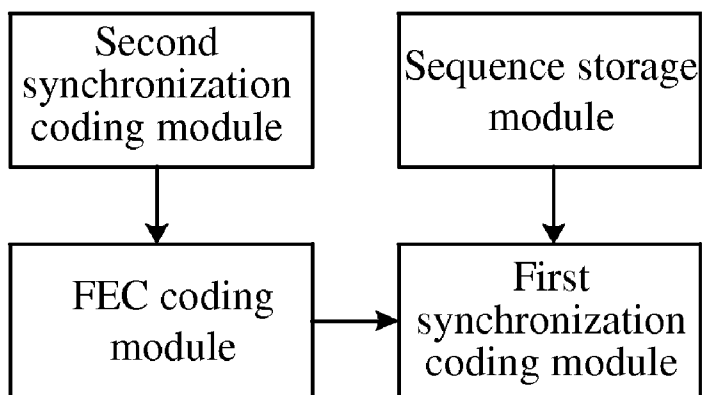 Second
synchronization
coding module
Sequence storage
module
FEC coding
module
First
synchronization
coding module